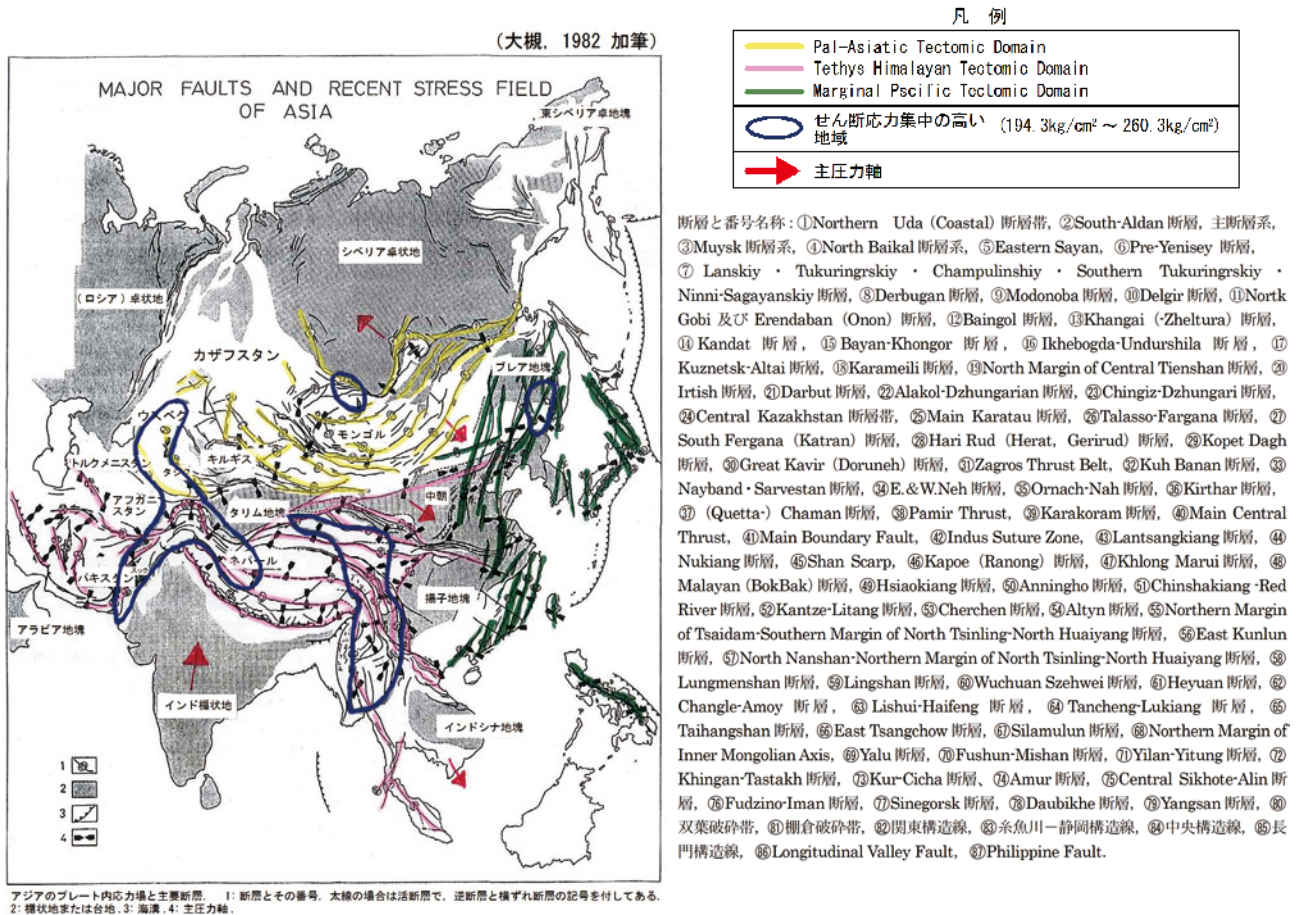 (大槻, 1982 加筆)
MAJOR FAULTS AND RECENT STRESS FIELD
OF ASIA
東シベリア卓状地
シベリア卓状地
(ロシア)卓状地
カザフスタン
ブレア地塊
モンゴル
キルギス
トルクメニスタン
アフガニ
スタン
タリム地塊
中朝
ネパール
パキスタン
揚子地塊
アラビア地塊
インド楯状地
インドシナ地塊
1
2
3
4
アジアのプレート内応力場と主要断層. 1: 断層とその番号. 太線の場合は活断層で, 逆断層と横ずれ断層の記号を付してある.
2: 楯状地または台地. 3: 海溝. 4: 主圧力軸.
凡 例
Pal-Asiatic Tectomic Domain
Tethys Himalayan Tectomic Domain
Marginal Pscific Tectomic Domain
せん断応力集中の高い (194.3kg/cm² ~ 260.3kg/cm²)
地域
主圧力軸
断層と番号名称:①Northern Uda (Coastal) 断層帯, ②South-Aldan 断層, 主断層系,
③Muysk 断層系, ④North Baikal 断層系, ⑤Eastern Sayan, ⑥Pre-Yenisey 断層,
⑦ Lanskiy ・ Tukuringrskiy ・ Champulinshiy ・ Southern Tukuringrskiy ・
Ninni-Sagayanskiy 断層, ⑧Derbugan 断層, ⑨Modonoba 断層, ⑩Delgir 断層, ⑪Nortk
Gobi 及び Erendaban (Onon) 断層, ⑫Baingol 断層, ⑬Khangai (-Zheltura) 断層,
⑭Kandat 断層, ⑮Bayan-Khongor 断層, ⑯Ikhebogda-Undurshila 断層, ⑰
Kuznetsk-Altai 断層, ⑱Karameili 断層, ⑲North Margin of Central Tienshan 断層, ⑳
Irtish 断層, ㉑Darbut 断層, ㉒Alakol-Dzhungarian 断層, ㉓Chingiz-Dzhungari 断層,
㉔Central Kazakhstan 断層帯, ㉕Main Karatau 断層, ㉖Talasso-Fargana 断層, ㉗
South Fergana (Katran) 断層, ㉘Hari Rud (Herat, Gerirud) 断層, ㉙Kopet Dagh
断層, ㉚Great Kavir (Doruneh) 断層, ㉛Zagros Thrust Belt, ㉜Kuh Banan 断層, ㉝
Nayband・Sarvestan 断層, ㉞E.&W.Neh 断層, ㉟Ornach-Nah 断層, ㊱Kirthar 断層,
㊲ (Quetta-) Chaman 断層, ㊳Pamir Thrust, ㊴Karakoram 断層, ㊵Main Central
Thrust, ㊶Main Boundary Fault, ㊷Indus Suture Zone, ㊸Lantsangkiang 断層, ㊹
Nukiang 断層, ㊺Shan Scarp, ㊻Kapoe (Ranong) 断層, ㊼Khlong Marui 断層, ㊽
Malayan (BokBak) 断層, ㊾Hsiaokiang 断層, ㊿Anningho 断層, 51Chinshakiang -Red
River 断層, 52Kantze-Litang 断層, 53Cherchen 断層, 54Altyn 断層, 55Northern Margin
of Tsaidam-Southern Margin of North Tsinling-North Huaiyang 断層, 56East Kunlun
断層, 57North Nanshan-Northern Margin of North Tsinling-North Huaiyang 断層, 58
Lungmenshan 断層, 59Lingshan 断層, 60Wuchuan Szehwei 断層, 61Heyuan 断層, 62
Changle-Amoy 断層, 63Lishui-Haifeng 断層, 64Tancheng-Lukiang 断層, 65
Taihangshan 断層, 66East Tsangchow 断層, 67Silamulun 断層, 68Northern Margin of
Inner Mongolian Axis, 69Yalu 断層, 70Fushun-Mishan 断層, 71Yilan-Yitung 断層, 72
Khingan-Tastakh 断層, 73Kur-Cicha 断層、74Amur 断層, 75Central Sikhote-Alin 断
層, 76Fudzino-Iman 断層, 77Sinegorsk 断層, 78Daubikhe 断層, 79Yangsan 断層, 80
双葉破砕帯, 81棚倉破砕帯, 82関東構造線, 83糸魚川－静岡構造線, 84中央構造線, 85長
門構造線, 86Longitudinal Valley Fault, 87Philippine Fault.